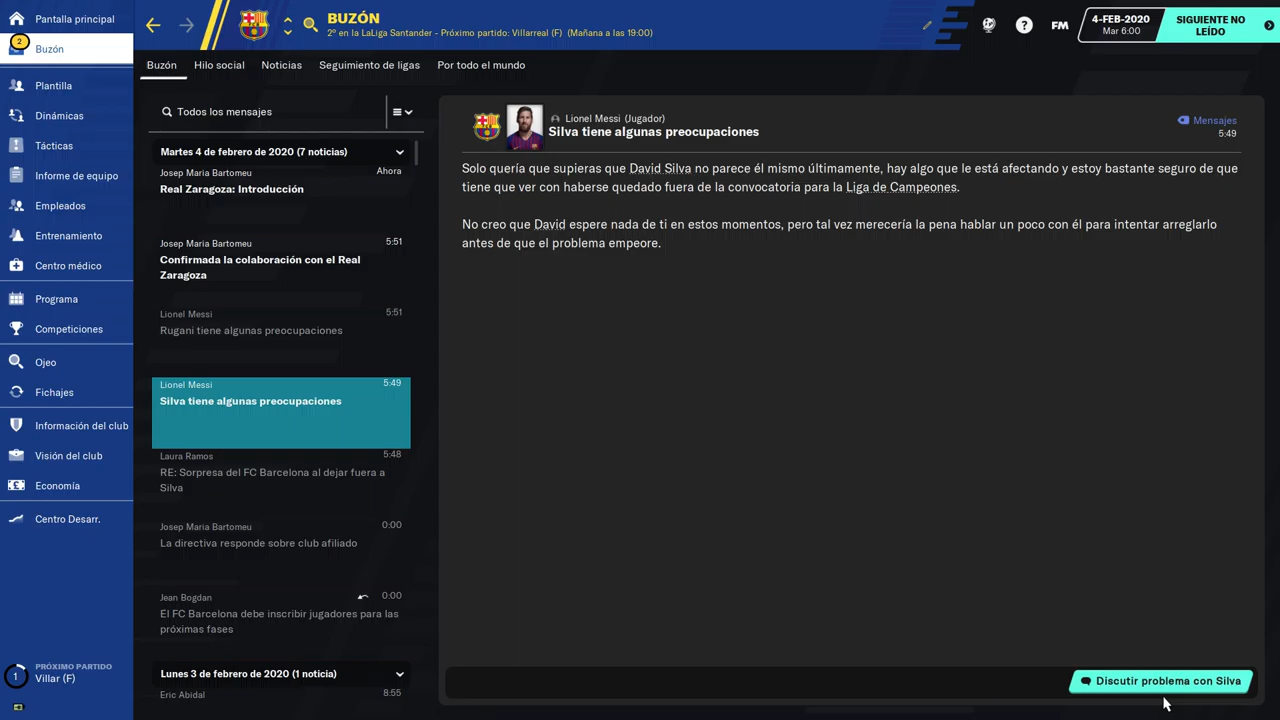 Pantalla principal
2
Buzón
Plantilla
Dinámicas
Tácticas
Informe de equipo
Empleados
Entrenamiento
Centro médico
Programa
Competiciones
Ojeo
Fichajes
Información del club
Visión del club
Economía
Centro Desarr.
1
PRÓXIMO PARTIDO
Villar (F)
BUZÓN
2º en la LaLiga Santander - Próximo partido: Villarreal (F) (Mañana a las 19:00)
?
FM
4-FEB-2020
Mar 6:00
SIGUIENTE NO LEÍDO
Buzón
Hilo social
Noticias
Seguimiento de ligas
Por todo el mundo
Todos los mensajes
Martes 4 de febrero de 2020 (7 noticias)
Josep Maria Bartomeu Ahora
Real Zaragoza: Introducción
Josep Maria Bartomeu 5:51
Confirmada la colaboración con el Real
Zaragoza
Lionel Messi 5:51
Rugani tiene algunas preocupaciones
Lionel Messi 5:49
Silva tiene algunas preocupaciones
Laura Ramos 5:48
RE: Sorpresa del FC Barcelona al dejar fuera a
Silva
Josep Maria Bartomeu 0:00
La directiva responde sobre club afiliado
Jean Bogdan 0:00
El FC Barcelona debe inscribir jugadores para las
próximas fases
Lunes 3 de febrero de 2020 (1 noticia)
Eric Abidal 8:55
Lionel Messi (Jugador)
Silva tiene algunas preocupaciones
Mensajes
5:49
Solo quería que supieras que David Silva no parece él mismo últimamente, hay algo que le está afectando y estoy bastante seguro de que
tiene que ver con haberse quedado fuera de la convocatoria para la Liga de Campeones.
No creo que David espere nada de ti en estos momentos, pero tal vez merecería la pena hablar un poco con él para intentar arreglarlo
antes de que el problema empeore.
Discutir problema con Silva